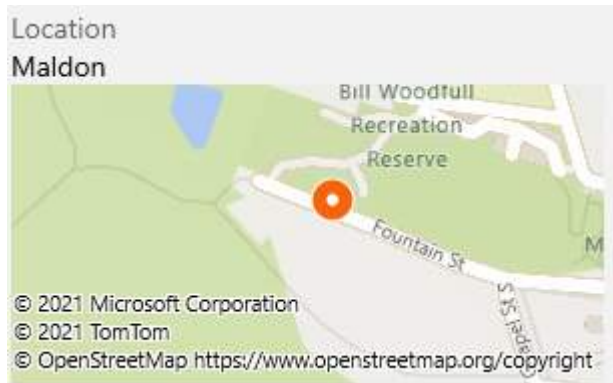 Location
Maldon
Bill Woodfull
Recreation
Reserve
Fountain St
M
Chapel St S
© 2021 Microsoft Corporation
© 2021 TomTom
© OpenStreetMap https://www.openstreetmap.org/copyright